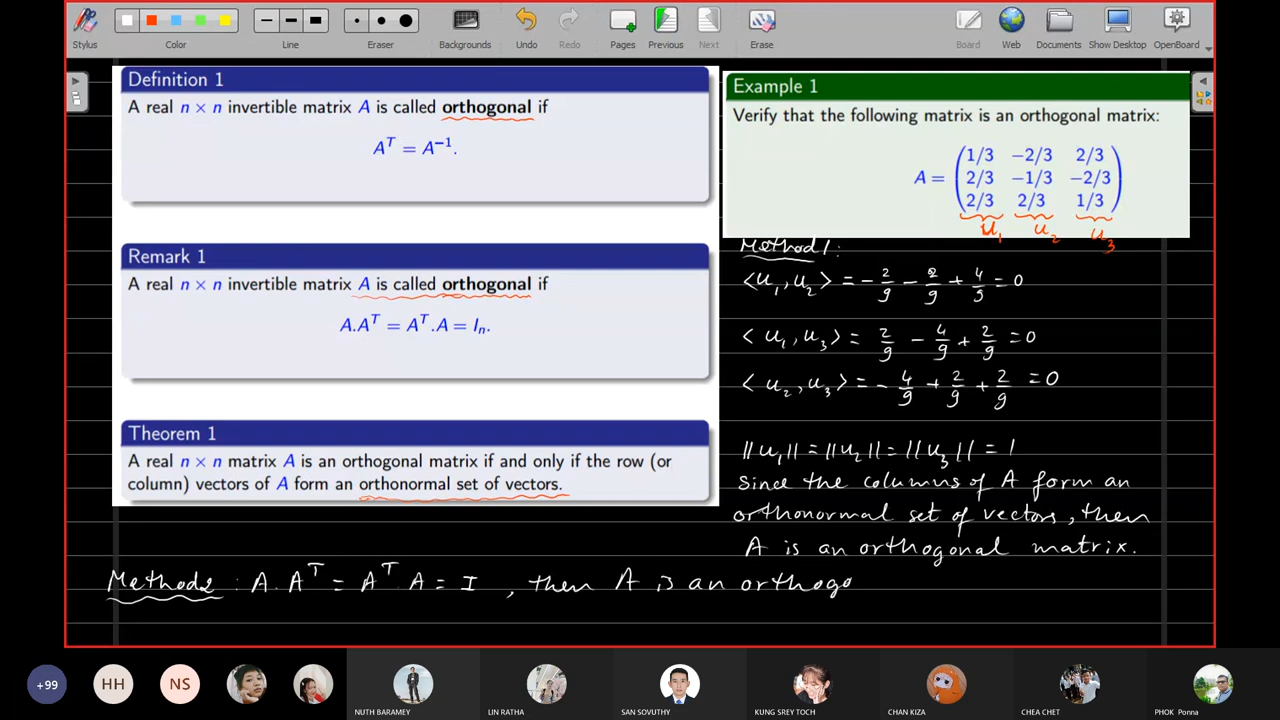 Stylus
Color
Line
Eraser
Backgrounds
Undo
Redo
Pages
Previous
Next
Erase
Board
Web
Documents
Show Desktop
OpenBoard
Definition 1
A real n × n invertible matrix A is called orthogonal if
Aᵀ = A⁻¹.
Remark 1
A real n × n invertible matrix A is called orthogonal if
A.Aᵀ = Aᵀ.A = Iₙ.
Theorem 1
A real n × n matrix A is an orthogonal matrix if and only if the row (or
column) vectors of A form an orthonormal set of vectors.
Example 1
Verify that the following matrix is an orthogonal matrix:
1/3 −2/3 2/3
A = 2/3 −1/3 −2/3
2/3 2/3 1/3
u₁ u₂ u₃
Method 1:
⟨u₁, u₂⟩ = −2/9 − 2/9 + 4/9 = 0
⟨u₁, u₃⟩ = 2/9 − 4/9 + 2/9 = 0
⟨u₂, u₃⟩ = −4/9 + 2/9 + 2/9 = 0
||u₁|| = ||u₂|| = ||u₃|| = 1
Since the columns of A form an
orthonormal set of vectors, then
A is an orthogonal matrix.
Method2 : A.Aᵀ = Aᵀ.A = I , then A is an orthogo
+99
HH
NS
NUTH BARAMEY
LIN RATHA
SAN SOVUTHY
KUNG SREY TOCH
CHAN KIZA
CHEA CHET
PHOK Ponna